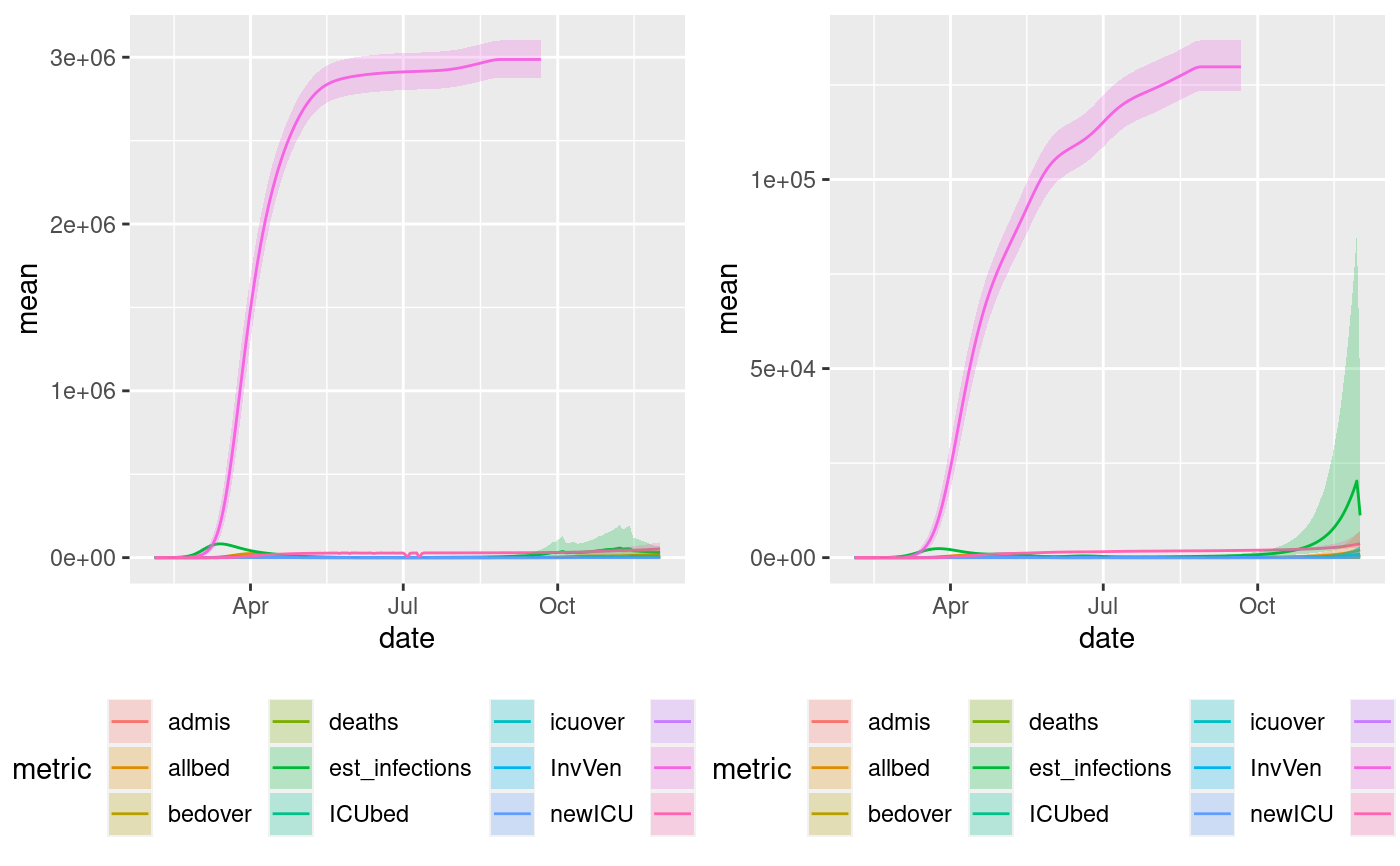 3e+06
2e+06
1e+06
0e+00
mean
Apr Jul Oct
date
1e+05
5e+04
0e+00
mean
Apr Jul Oct
date
metric
admis deaths icuover
allbed est_infections InvVen
bedover ICUbed newICU
metric
admis deaths icuover
allbed est_infections InvVen
bedover ICUbed newICU